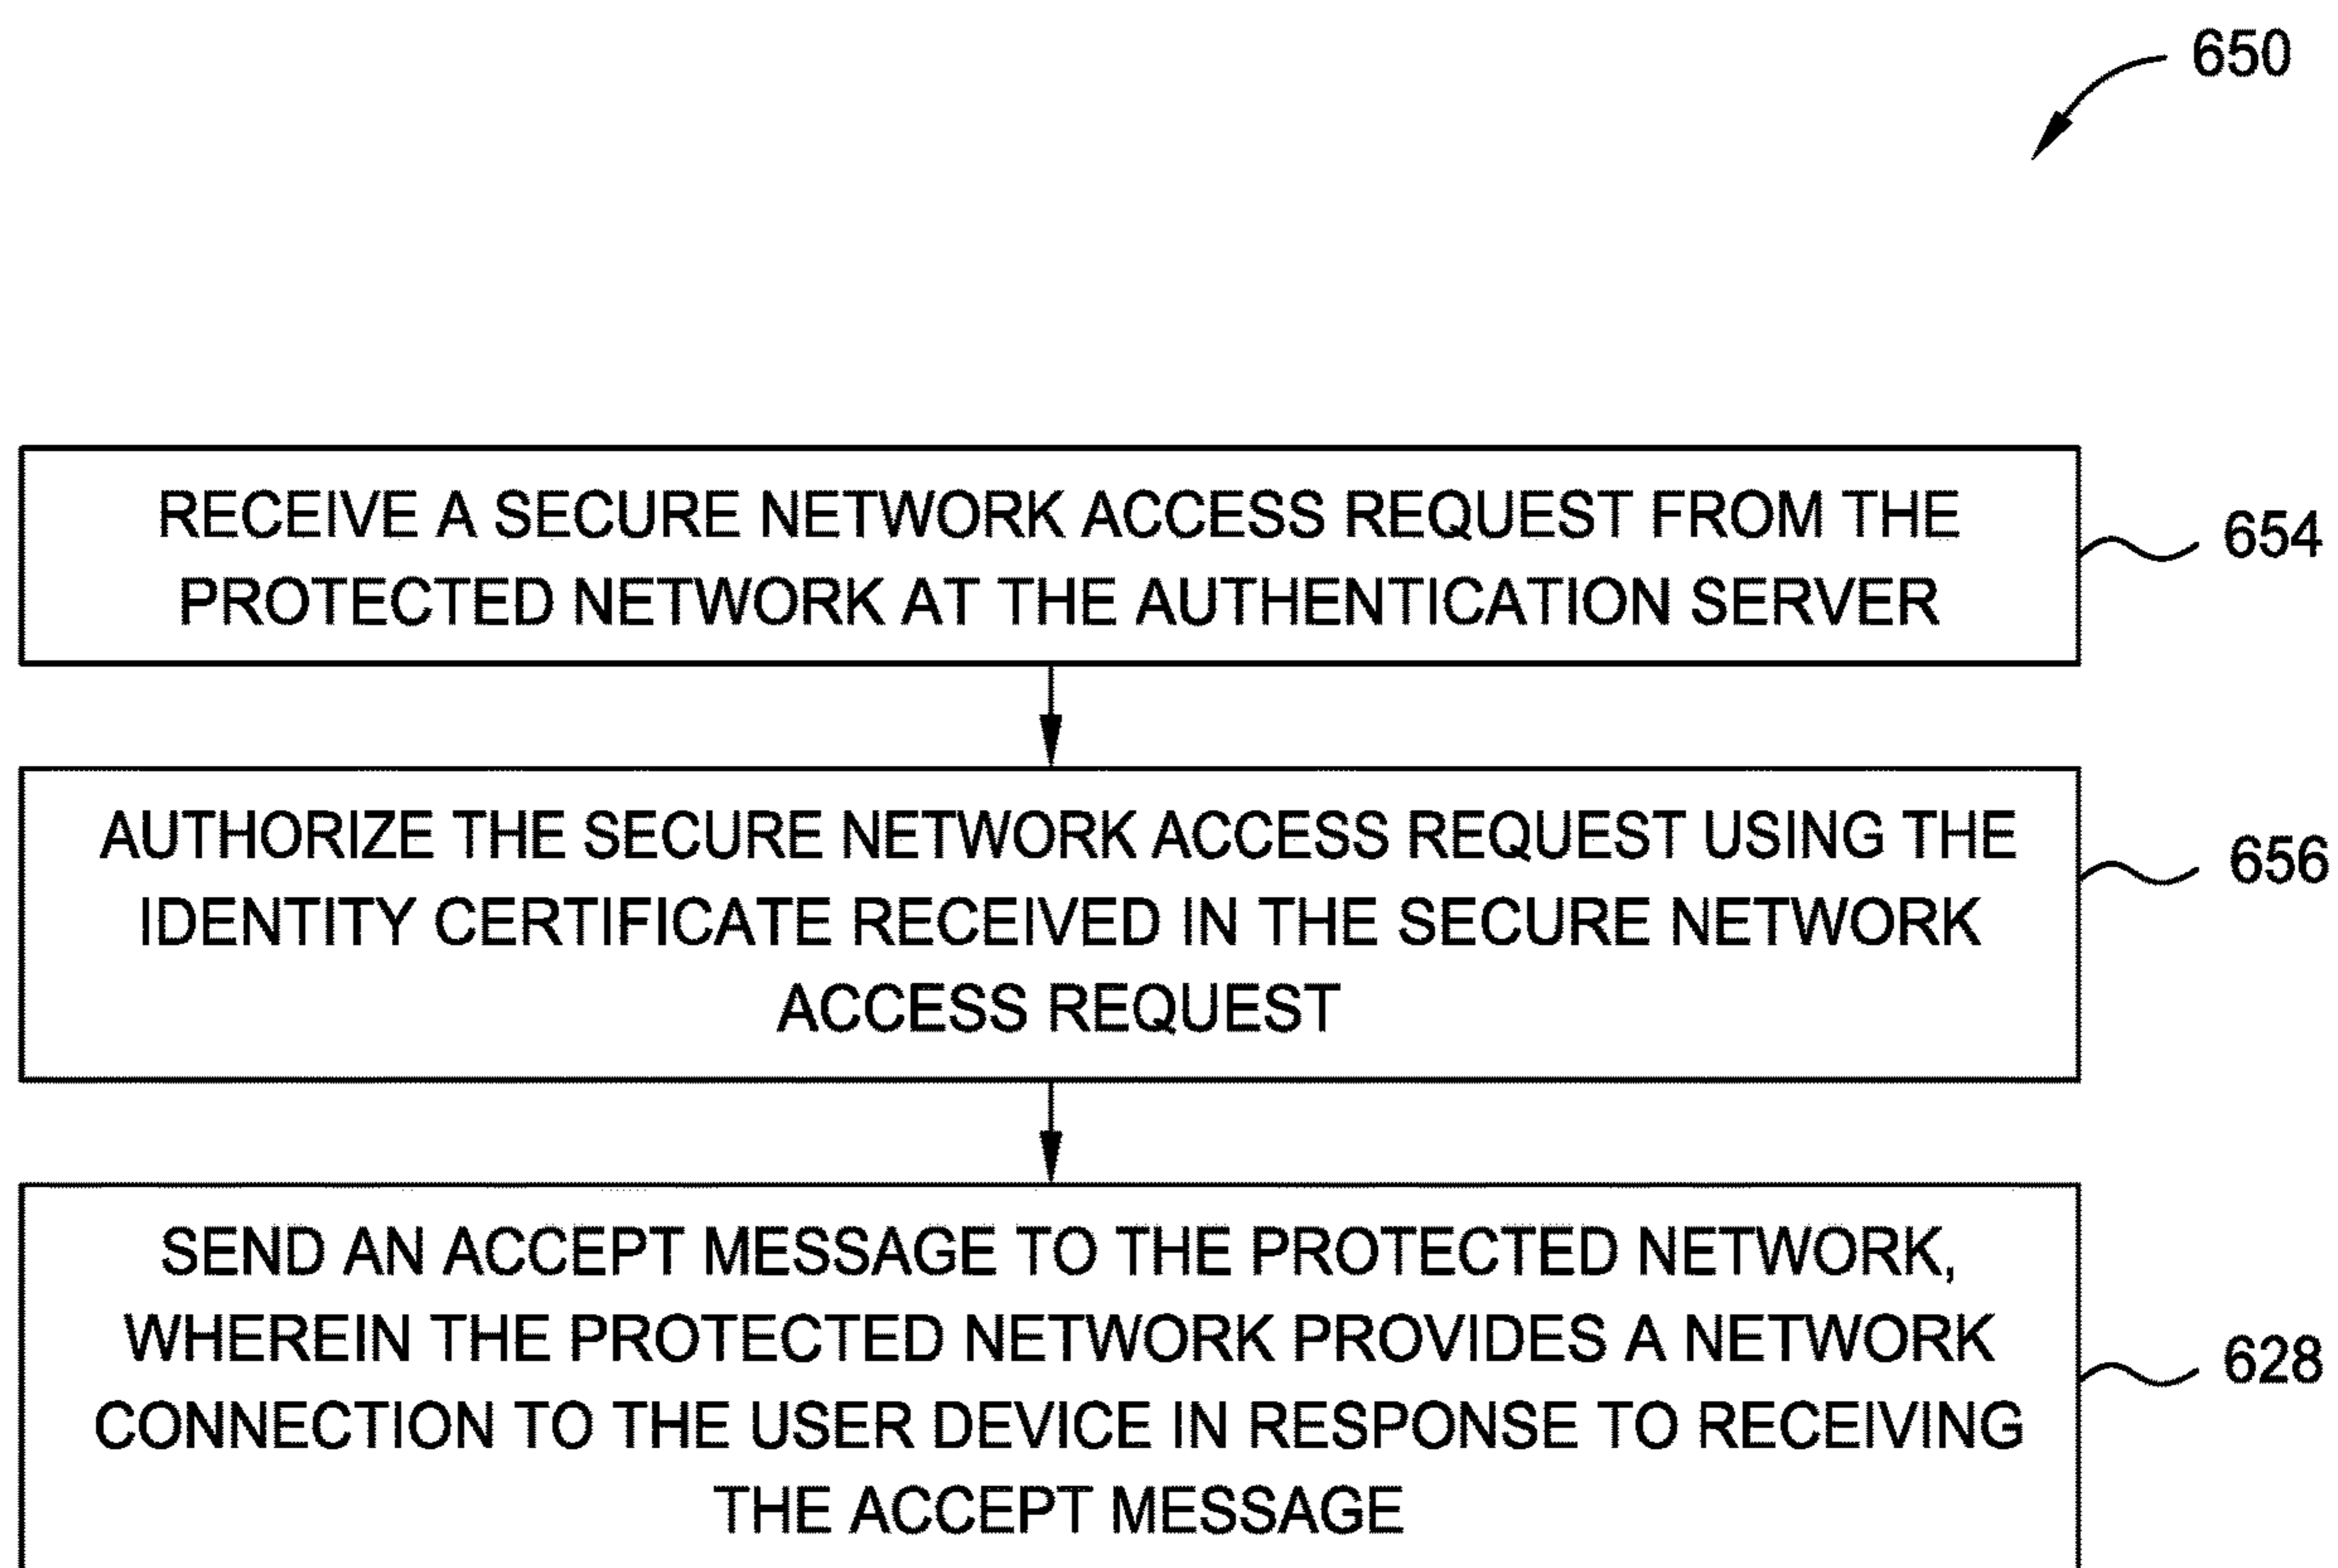 650
RECEIVE A SECURE NETWORK ACCESS REQUEST FROM THE
PROTECTED NETWORK AT THE AUTHENTICATION SERVER
654
AUTHORIZE THE SECURE NETWORK ACCESS REQUEST USING THE
IDENTITY CERTIFICATE RECEIVED IN THE SECURE NETWORK
ACCESS REQUEST
656
SEND AN ACCEPT MESSAGE TO THE PROTECTED NETWORK,
WHEREIN THE PROTECTED NETWORK PROVIDES A NETWORK
CONNECTION TO THE USER DEVICE IN RESPONSE TO RECEIVING
THE ACCEPT MESSAGE
628